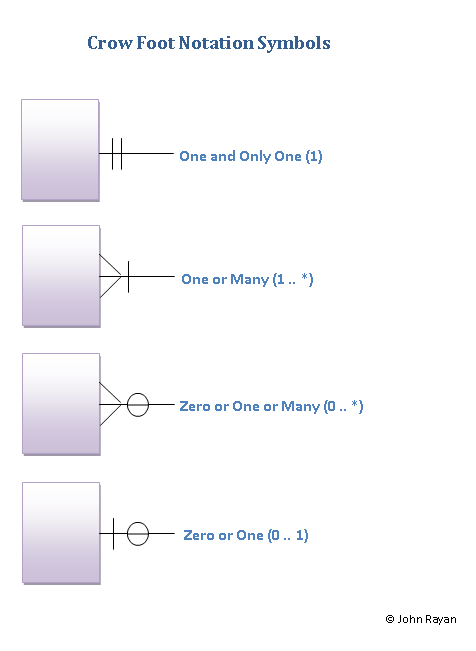 Crow Foot Notation Symbols
One and Only One (1)
One or Many (1 .. *)
Zero or One or Many (0 .. *)
Zero or One (0 .. 1)
© John Rayan